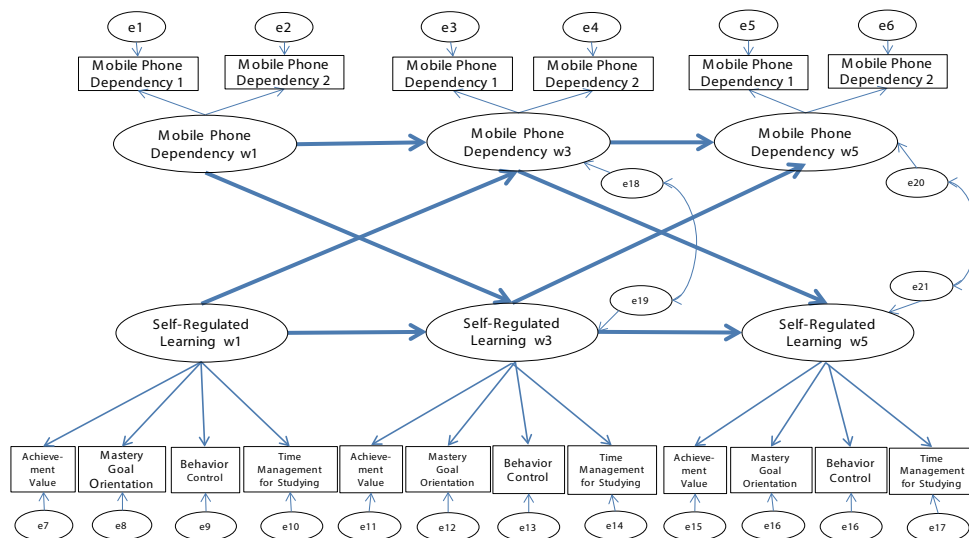 e1
e2
e3
e4
e5
e6
Mobile Phone
Dependency 1
Mobile Phone
Dependency 2
Mobile Phone
Dependency 1
Mobile Phone
Dependency 2
Mobile Phone
Dependency 1
Mobile Phone
Dependency 2
Mobile Phone
Dependency w1
Mobile Phone
Dependency w3
Mobile Phone
Dependency w5
e18
e20
e19
e21
Self-Regulated
Learning w1
Self-Regulated
Learning w3
Self-Regulated
Learning w5
Achieve-
ment
Value
Mastery
Goal
Orientation
Behavior
Control
Time
Management
for Studying
Achieve-
ment
Value
Mastery
Goal
Orientation
Behavior
Control
Time
Management
for Studying
Achieve-
ment
Value
Mastery
Goal
Orientation
Behavior
Control
Time
Management
for Studying
e7
e8
e9
e10
e11
e12
e13
e14
e15
e16
e16
e17